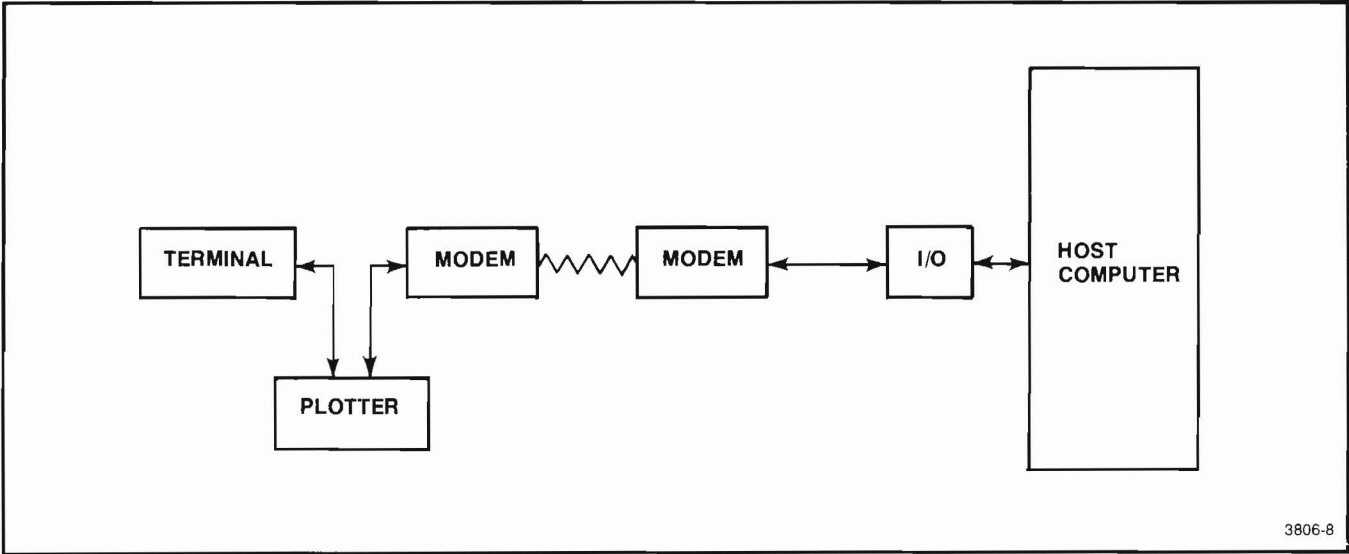 TERMINAL
MODEM
MODEM
I/O
HOST
COMPUTER
PLOTTER
3806-8